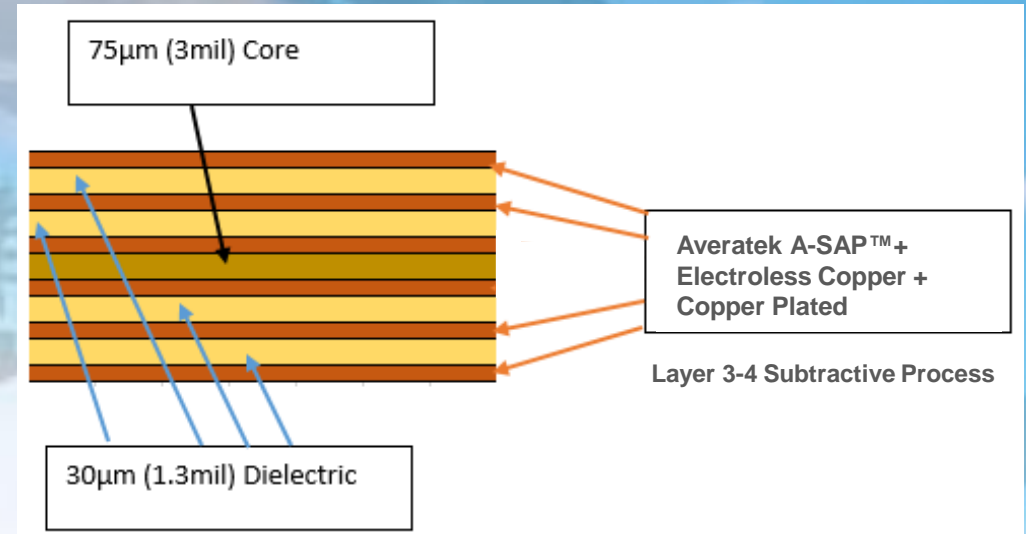 75µm (3mil) Core
Averatek A-SAP™+
Electroless Copper +
Copper Plated
Layer 3-4 Subtractive Process
30µm (1.3mil) Dielectric